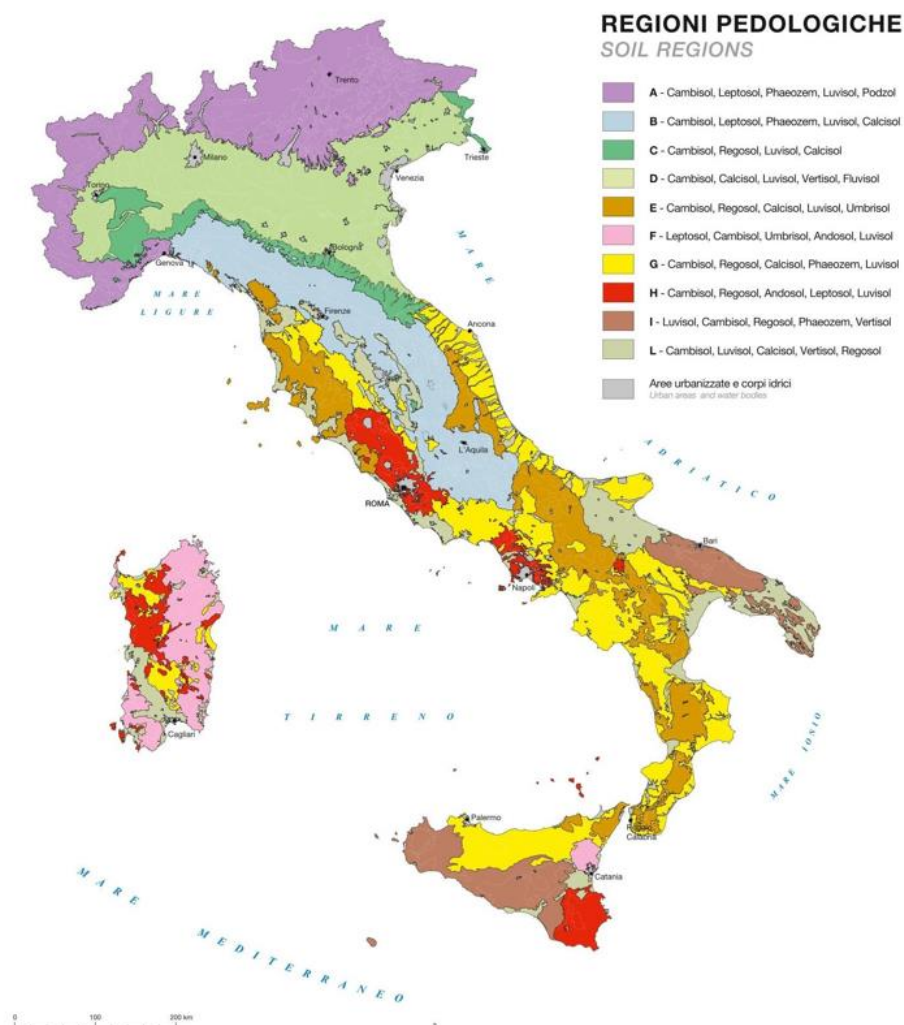 REGIONI PEDOLOGICHE
SOIL REGIONS
A - Cambisol, Leptosol, Phaeozem, Luvisol, Podzol
B - Cambisol, Leptosol, Phaeozem, Luvisol, Calcisol
C - Cambisol, Regosol, Luvisol, Calcisol
D - Cambisol, Calcisol, Luvisol, Vertisol, Fluvisol
E - Cambisol, Regosol, Calcisol, Luvisol, Umbrisol
F - Leptosol, Cambisol, Umbrisol, Andosol, Luvisol
G - Cambisol, Regosol, Calcisol, Phaeozem, Luvisol
H - Cambisol, Regosol, Andosol, Leptosol, Luvisol
I - Luvisol, Cambisol, Regosol, Phaeozem, Vertisol
L - Cambisol, Luvisol, Calcisol, Vertisol, Regosol
Aree urbanizzate e corpi idrici
Urban areas and water bodies
Trento
Milano
Trieste
Venezia
Torino
Bologna
Genova
MARE
MARE
LIGURE
Firenze
Ancona
L'Aquila
ADRIATICO
ROMA
Bari
Napoli
MARE
TIRRENO
Cagliari
MARE IONIO
Palermo
Reggio
Calabria
Catania
MARE
MEDITERRANEO
0 100 200 km